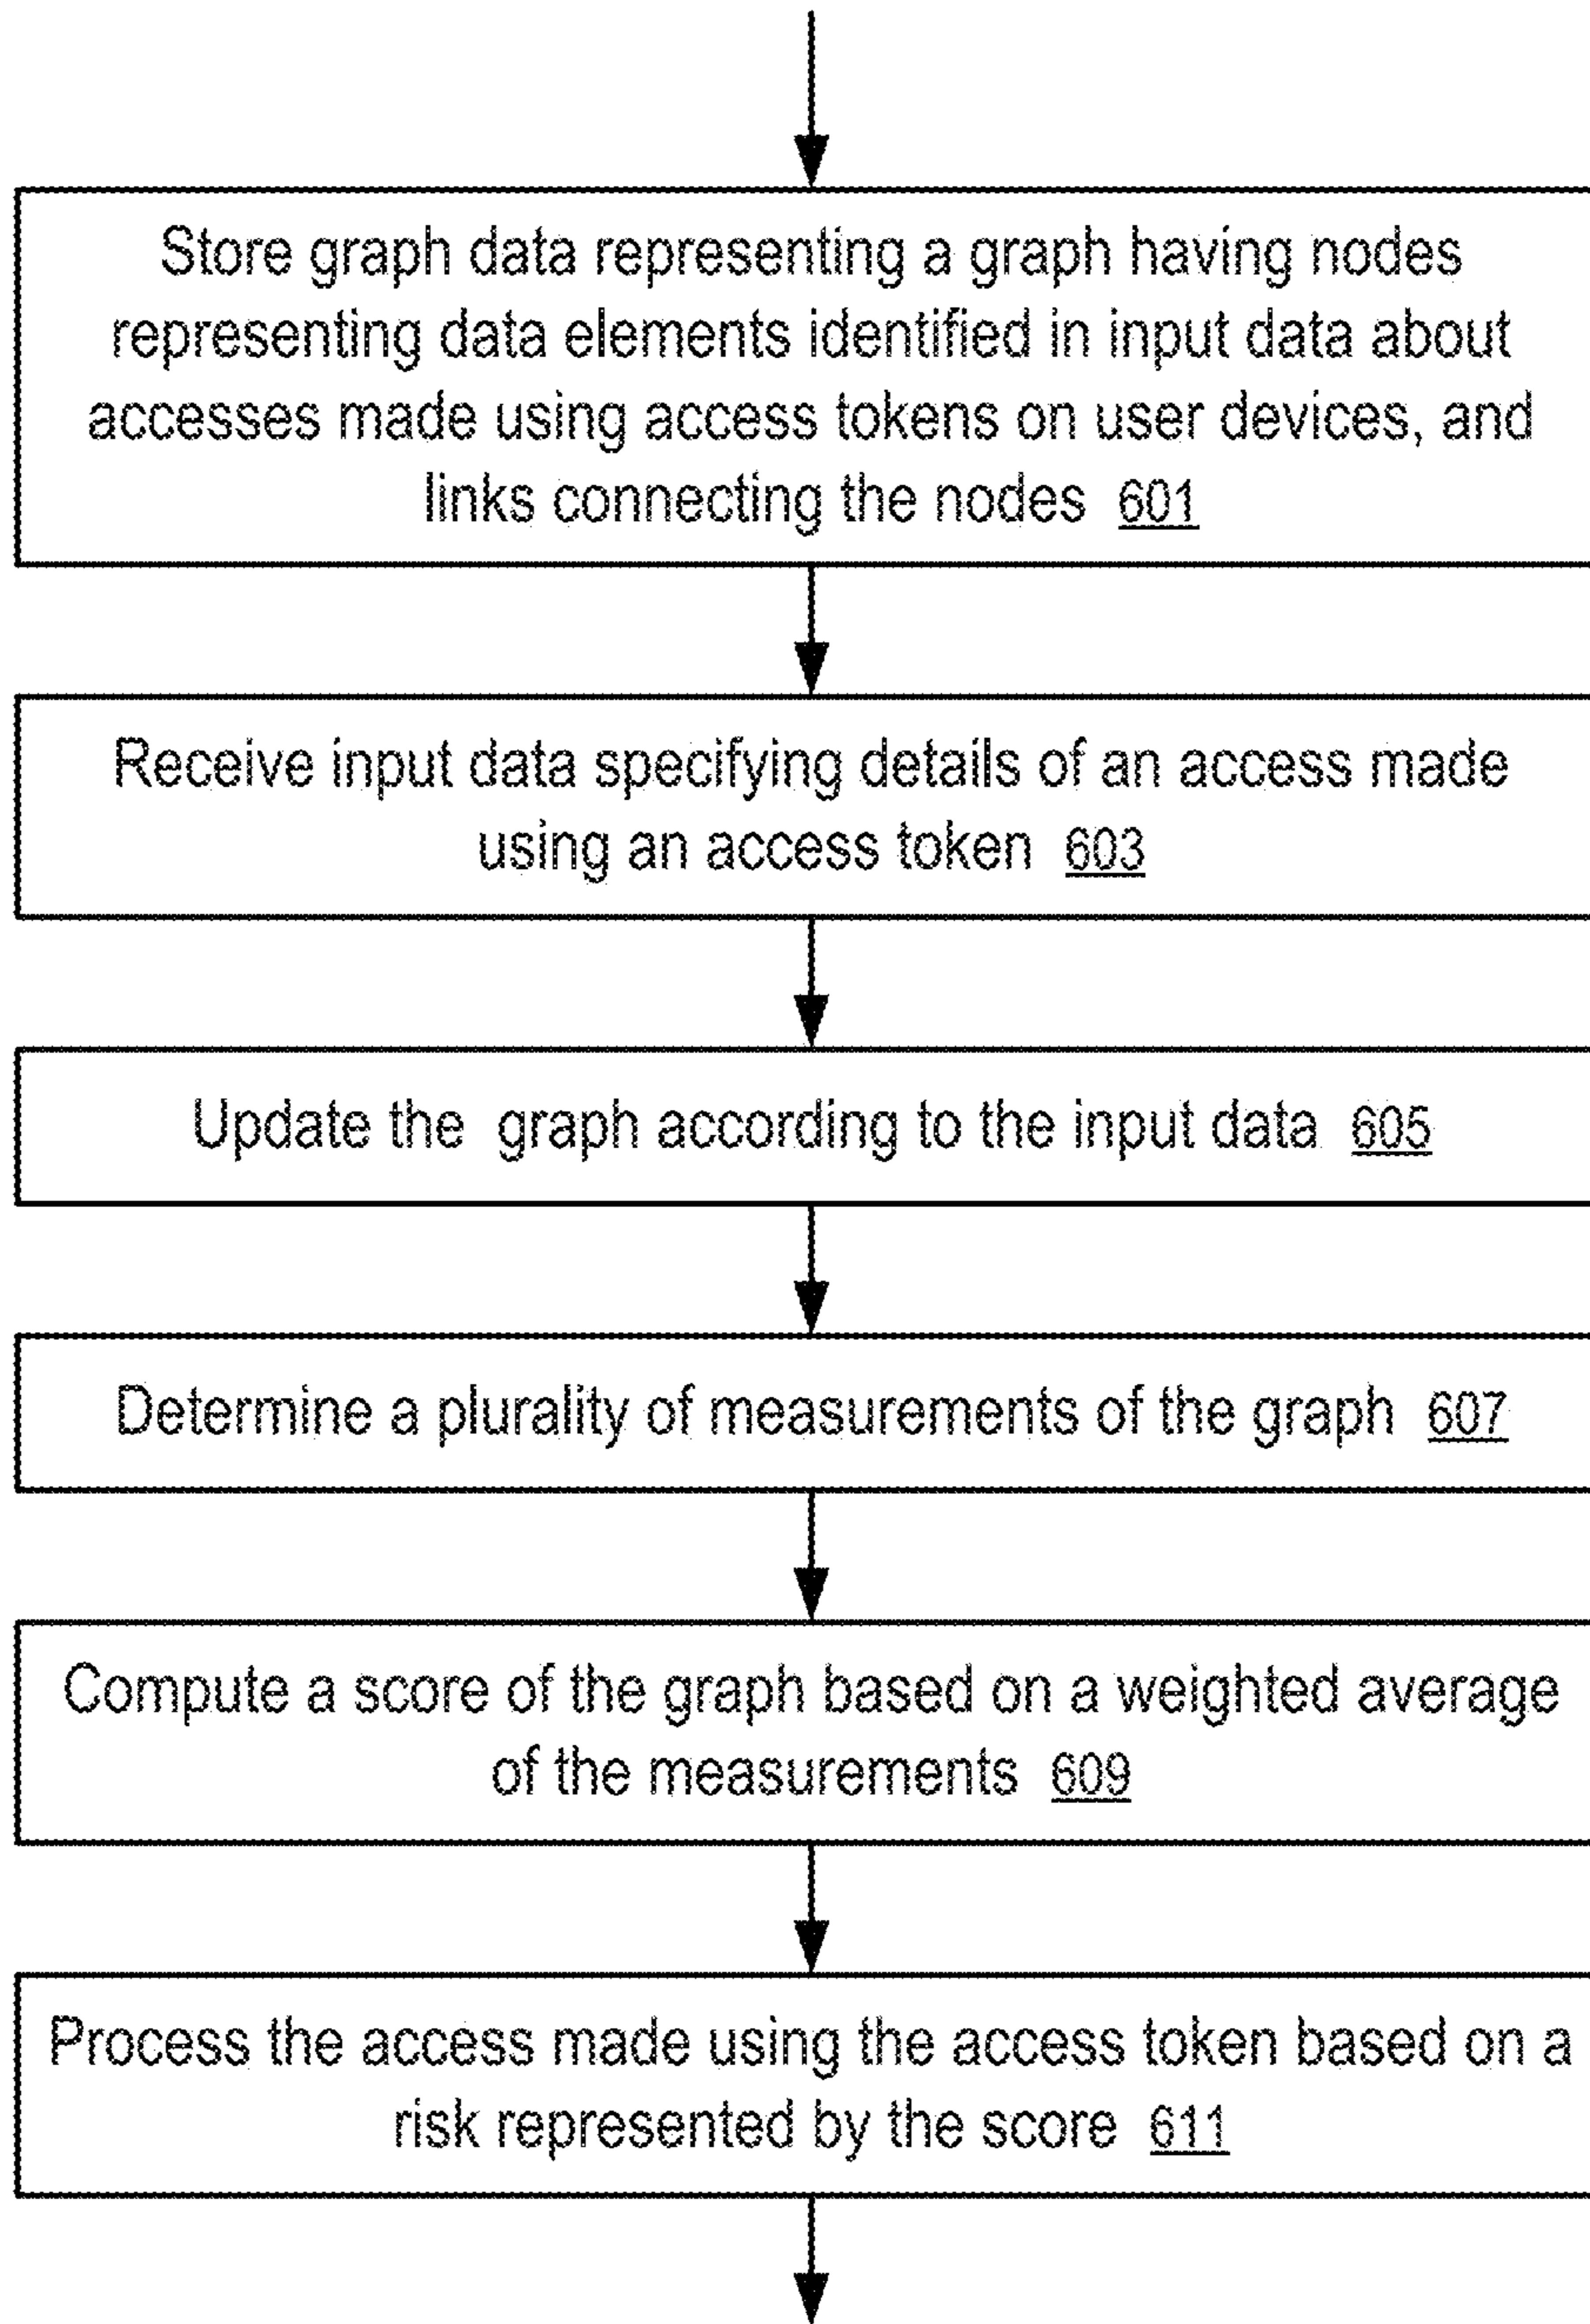 Store graph data representing a graph having nodes
representing data elements identified in input data about
accesses made using access tokens on user devices, and
links connecting the nodes 601
Receive input data specifying details of an access made
using an access token 603
Update the graph according to the input data 605
Determine a plurality of measurements of the graph 607
Compute a score of the graph based on a weighted average
of the measurements 609
Process the access made using the access token based on a
risk represented by the score 611